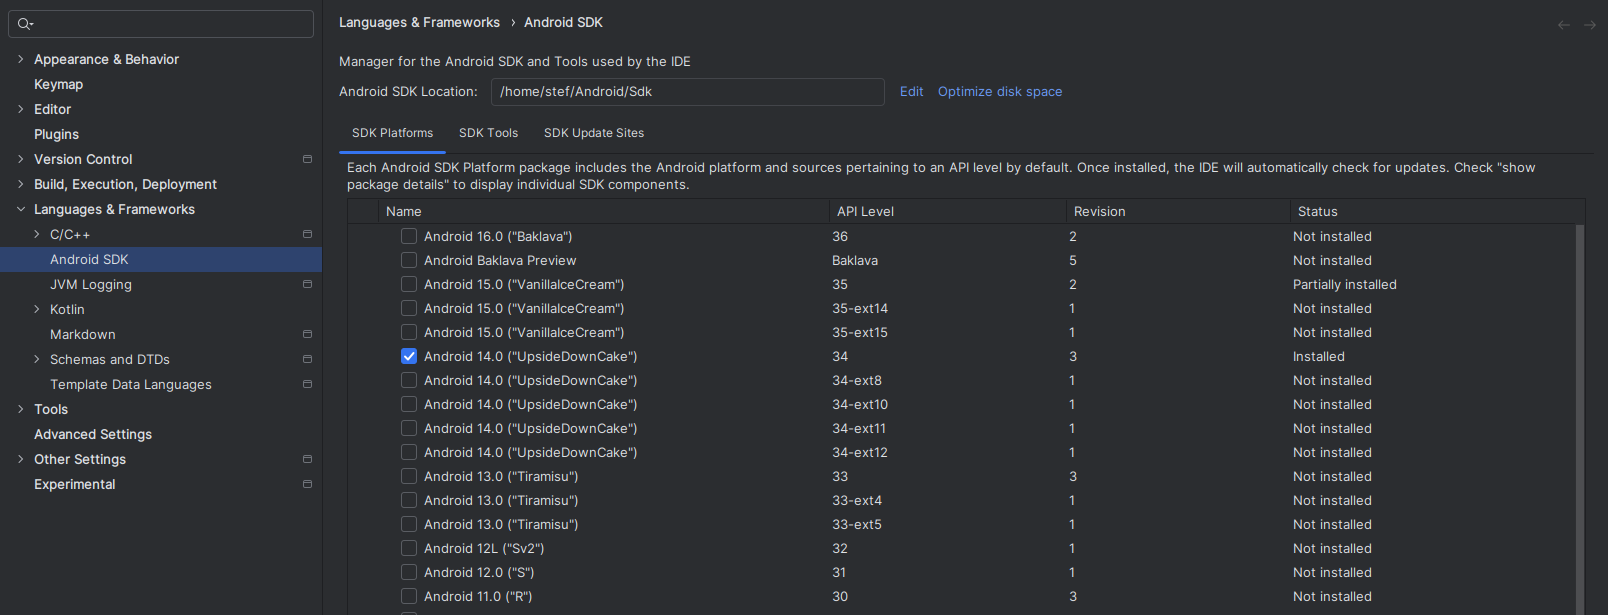 Languages & Frameworks › Android SDK
Appearance & Behavior
Keymap
Editor
Plugins
Version Control
Build, Execution, Deployment
Languages & Frameworks
C/C++
Android SDK
JVM Logging
Kotlin
Markdown
Schemas and DTDs
Template Data Languages
Tools
Advanced Settings
Other Settings
Experimental
Manager for the Android SDK and Tools used by the IDE
Android SDK Location: /home/stef/Android/Sdk Edit Optimize disk space
SDK Platforms SDK Tools SDK Update Sites
Each Android SDK Platform package includes the Android platform and sources pertaining to an API level by default. Once installed, the IDE will automatically check for updates. Check "show
package details" to display individual SDK components.
Name API Level Revision Status
Android 16.0 ("Baklava") 36 2 Not installed
Android Baklava Preview Baklava 5 Not installed
Android 15.0 ("VanillaIceCream") 35 2 Partially installed
Android 15.0 ("VanillaIceCream") 35-ext14 1 Not installed
Android 15.0 ("VanillaIceCream") 35-ext15 1 Not installed
Android 14.0 ("UpsideDownCake") 34 3 Installed
Android 14.0 ("UpsideDownCake") 34-ext8 1 Not installed
Android 14.0 ("UpsideDownCake") 34-ext10 1 Not installed
Android 14.0 ("UpsideDownCake") 34-ext11 1 Not installed
Android 14.0 ("UpsideDownCake") 34-ext12 1 Not installed
Android 13.0 ("Tiramisu") 33 3 Not installed
Android 13.0 ("Tiramisu") 33-ext4 1 Not installed
Android 13.0 ("Tiramisu") 33-ext5 1 Not installed
Android 12L ("Sv2") 32 1 Not installed
Android 12.0 ("S") 31 1 Not installed
Android 11.0 ("R") 30 3 Not installed